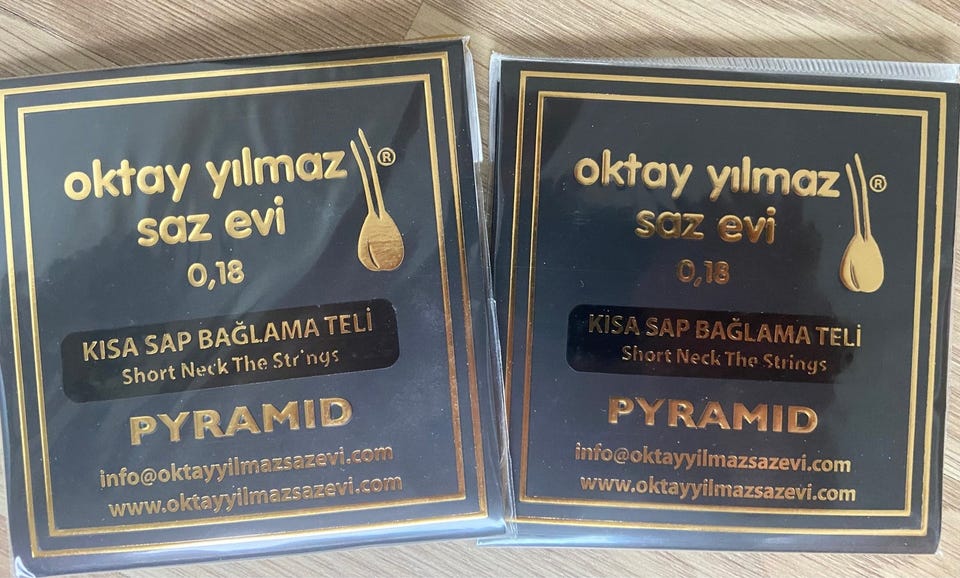 oktay yılmaz ®
saz evi
0,18
KISA SAP BAĞLAMA TELİ
Short Neck The Strings
PYRAMID
info@oktayyilmazsazevi.com
www.oktayyilmazsazevi.com
oktay yılmaz ®
saz evi
0,18
KISA SAP BAĞLAMA TELİ
Short Neck The Strings
PYRAMID
info@oktayyilmazsazevi.com
www.oktayyilmazsazevi.com